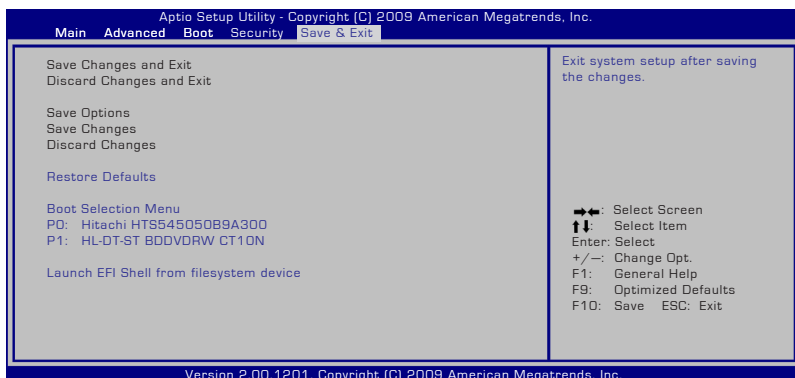 Aptio Setup Utility - Copyright (C) 2009 American Megatrends, Inc.
Main Advanced Boot Security Save & Exit
Save Changes and Exit
Discard Changes and Exit
Save Options
Save Changes
Discard Changes
Restore Defaults
Boot Selection Menu
P0: Hitachi HTS545050B9A300
P1: HL-DT-ST BDDVDRW CT10N
Launch EFI Shell from filesystem device
Exit system setup after saving
the changes.
→←: Select Screen
↑↓: Select Item
Enter: Select
+/—: Change Opt.
F1: General Help
F9: Optimized Defaults
F10: Save ESC: Exit
Version 2.00.1201. Copyright (C) 2009 American Megatrends, Inc.